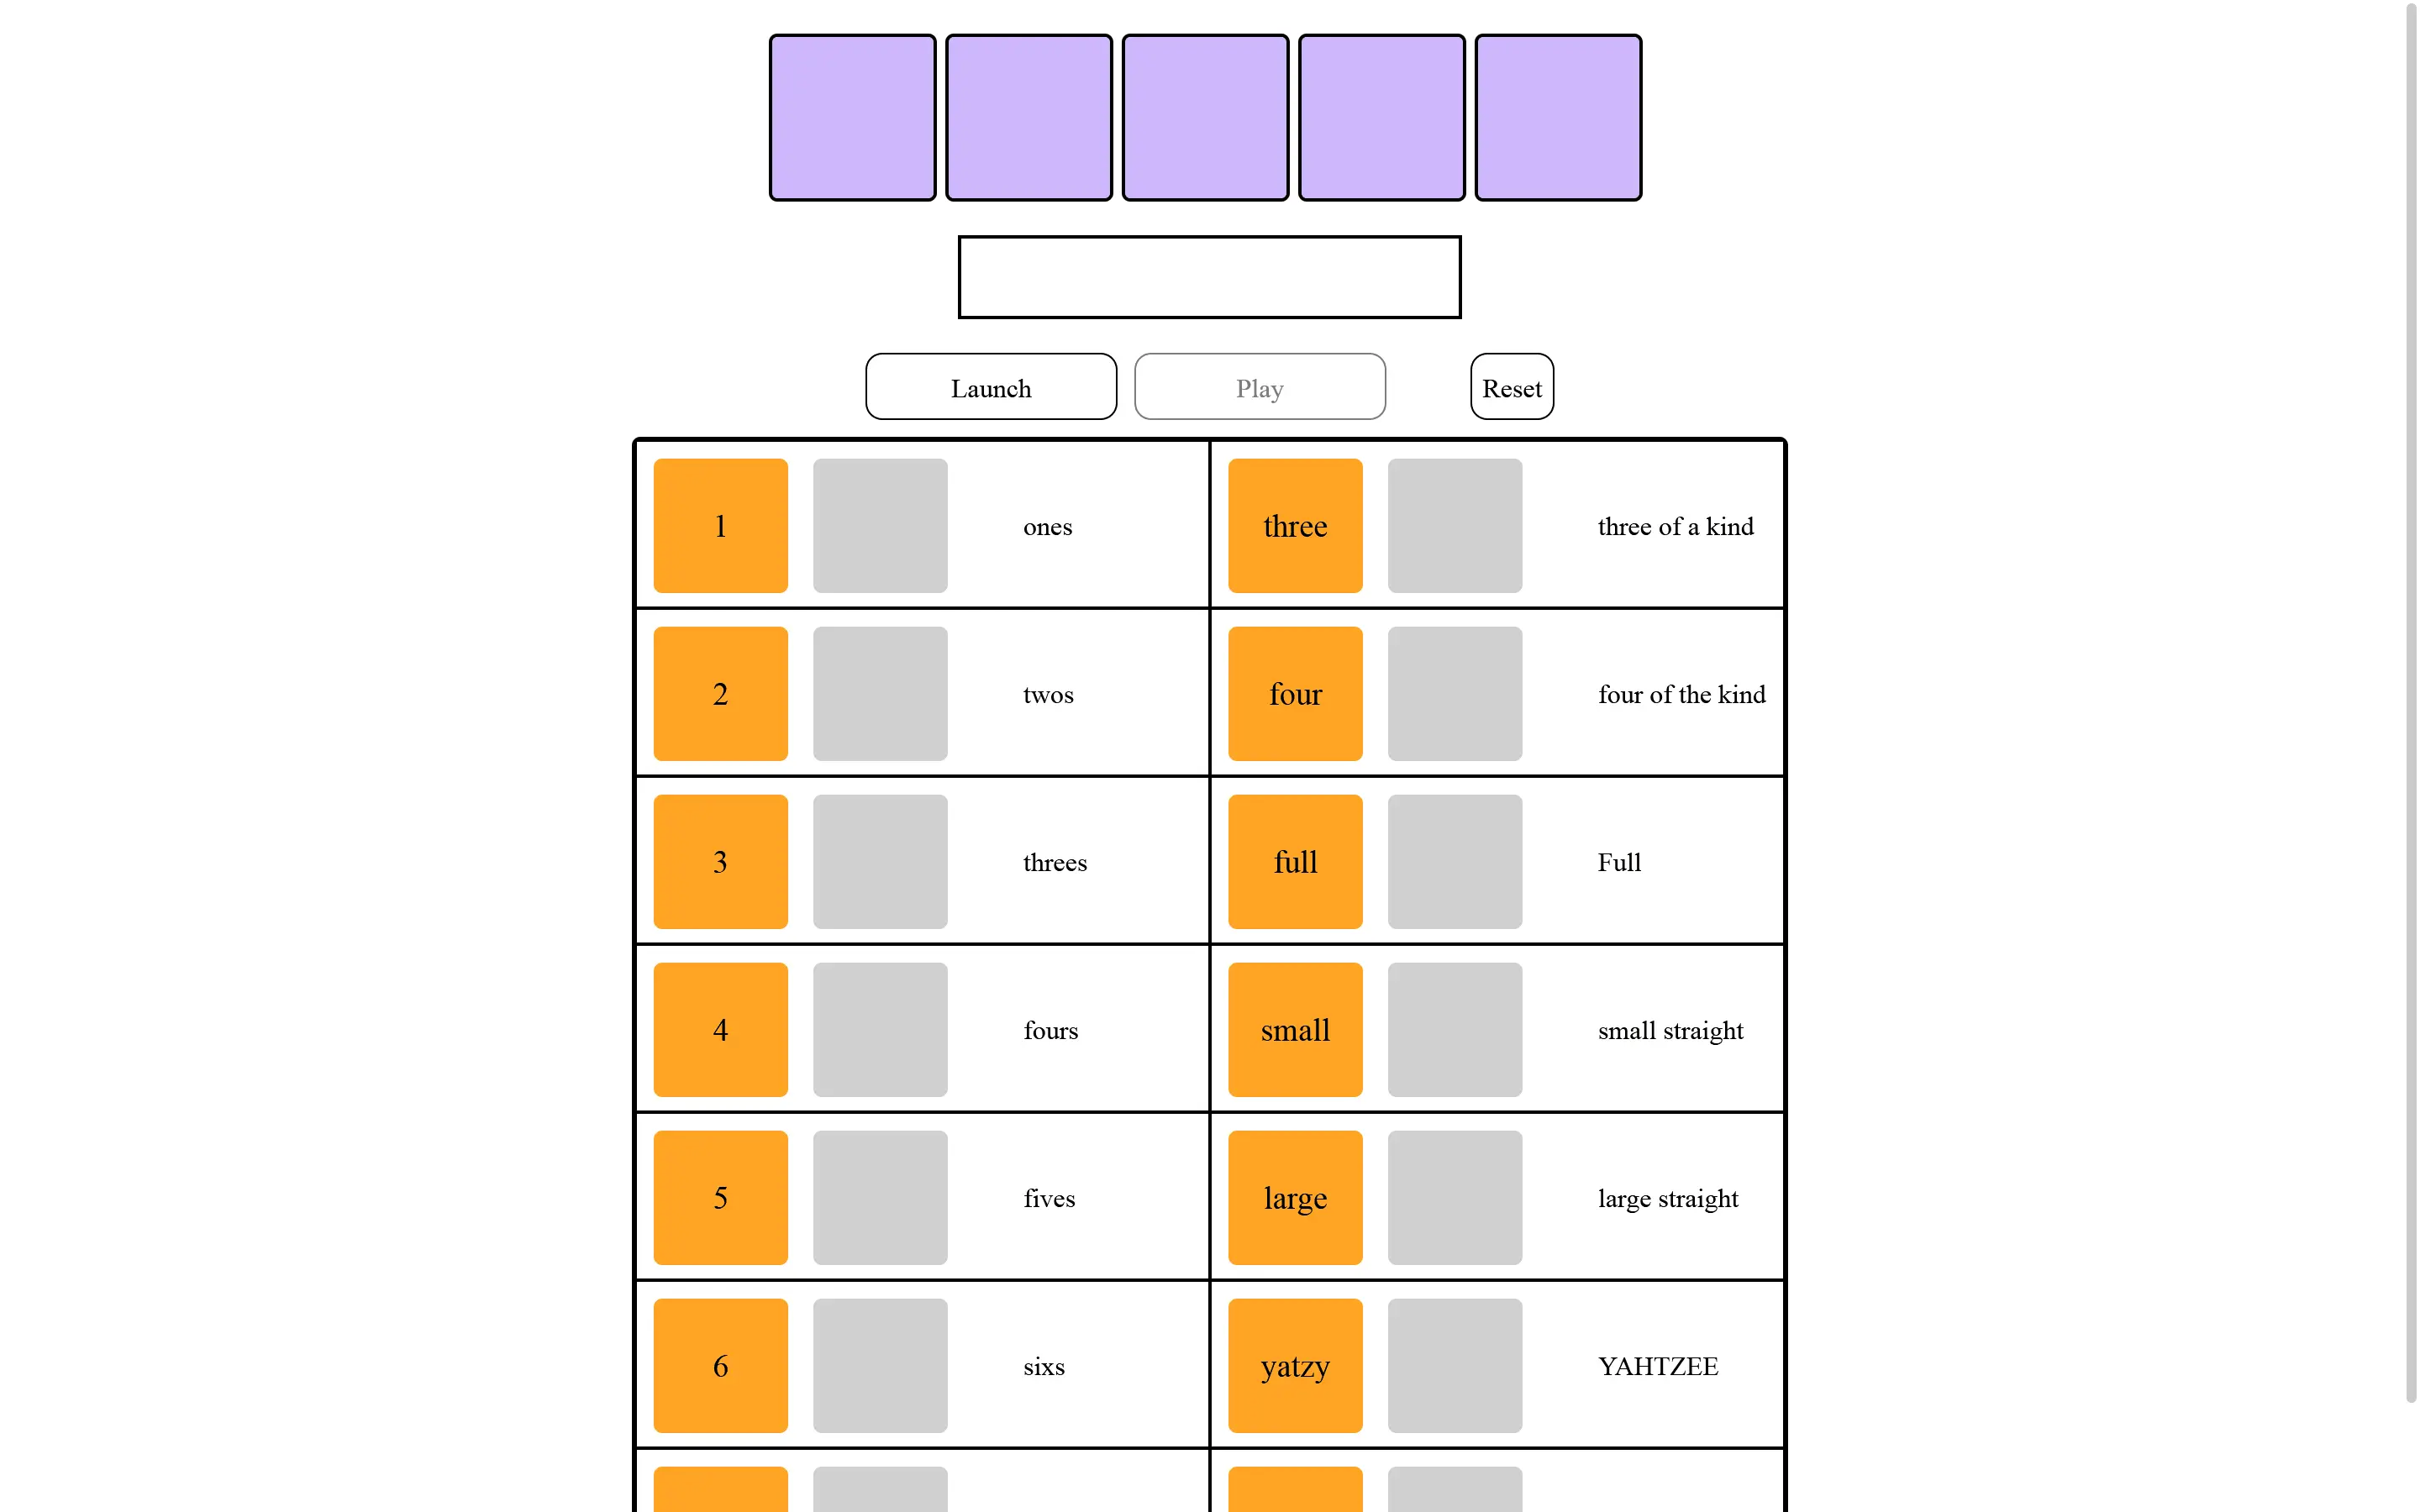 Launch Play Reset
1 ones three three of a kind
2 twos four four of the kind
3 threes full Full
4 fours small small straight
5 fives large large straight
6 sixs yatzy YAHTZEE